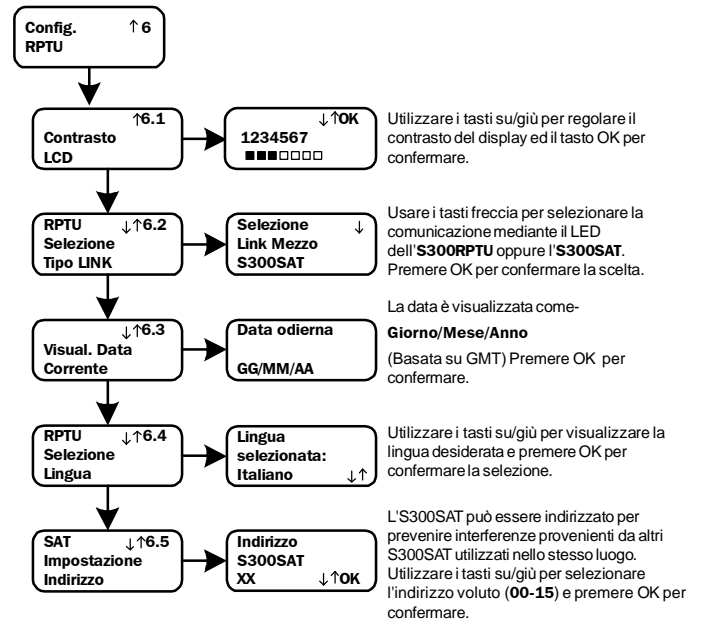 Config. ↑6
RPTU
↑6.1
Contrasto
LCD
↓↑OK
1234567
■■■□□□□
Utilizzare i tasti su/giù per regolare il
contrasto del display ed il tasto OK per
confermare.
RPTU ↓↑6.2
Selezione
Tipo LINK
Selezione ↓
Link Mezzo
S300SAT
Usare i tasti freccia per selezionare la
comunicazione mediante il LED
dell'S300RPTU oppure l'S300SAT.
Premere OK per confermare la scelta.
↓↑6.3
Visual. Data
Corrente
Data odierna
GG/MM/AA
La data è visualizzata come-
Giorno/Mese/Anno
(Basata su GMT) Premere OK per
confermare.
RPTU ↓↑6.4
Selezione
Lingua
Lingua
selezionata:
Italiano ↓↑
Utilizzare i tasti su/giù per visualizzare la
lingua desiderata e premere OK per
confermare la selezione.
SAT ↓↑6.5
Impostazione
Indirizzo
Indirizzo
S300SAT
XX ↓↑OK
L'S300SAT può essere indirizzato per
prevenire interferenze provenienti da altri
S300SAT utilizzati nello stesso luogo.
Utilizzare i tasti su/giù per selezionare
l'indirizzo voluto (00-15) e premere OK per
confermare.